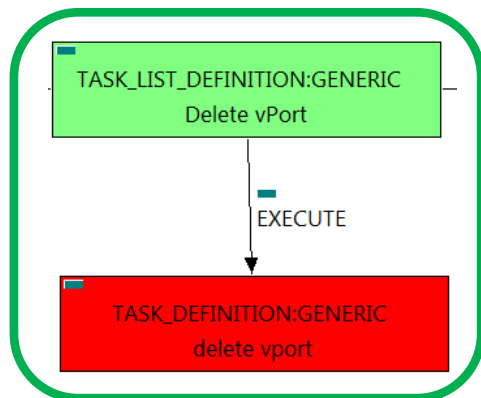 TASK_LIST_DEFINITION:GENERIC
Delete vPort
EXECUTE
TASK_DEFINITION:GENERIC
delete vport